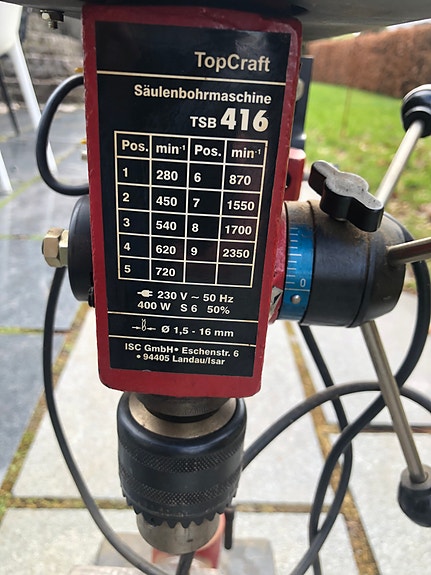 TopCraft
Säulenbohrmaschine
TSB 416
Pos. min-1 Pos. min-1
1 280 6 870
2 450 7 1550
3 540 8 1700
4 620 9 2350
5 720
230 V ~ 50 Hz
400 W S 6 50%
Ø 1,5 - 16 mm
ISC GmbH • Eschenstr. 6
• 94405 Landau/Isar
0